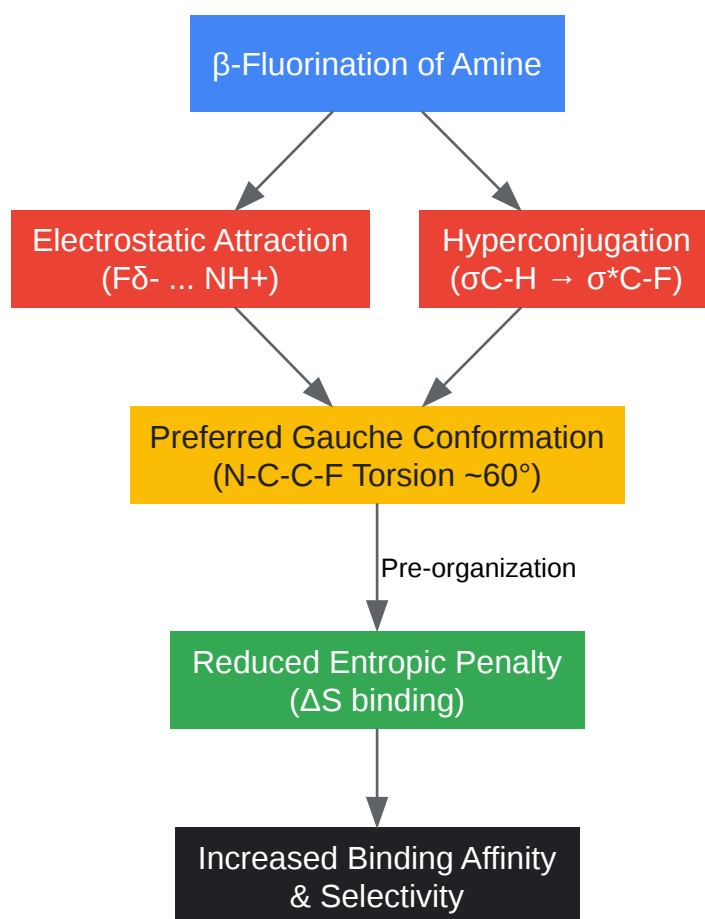 β-Fluorination of Amine
Electrostatic Attraction
(Fδ- ... NH+)
Hyperconjugation
(σC-H → σ*C-F)
Preferred Gauche Conformation
(N-C-C-F Torsion ~60°)
Pre-organization
Reduced Entropic Penalty
(ΔS binding)
Increased Binding Affinity
& Selectivity